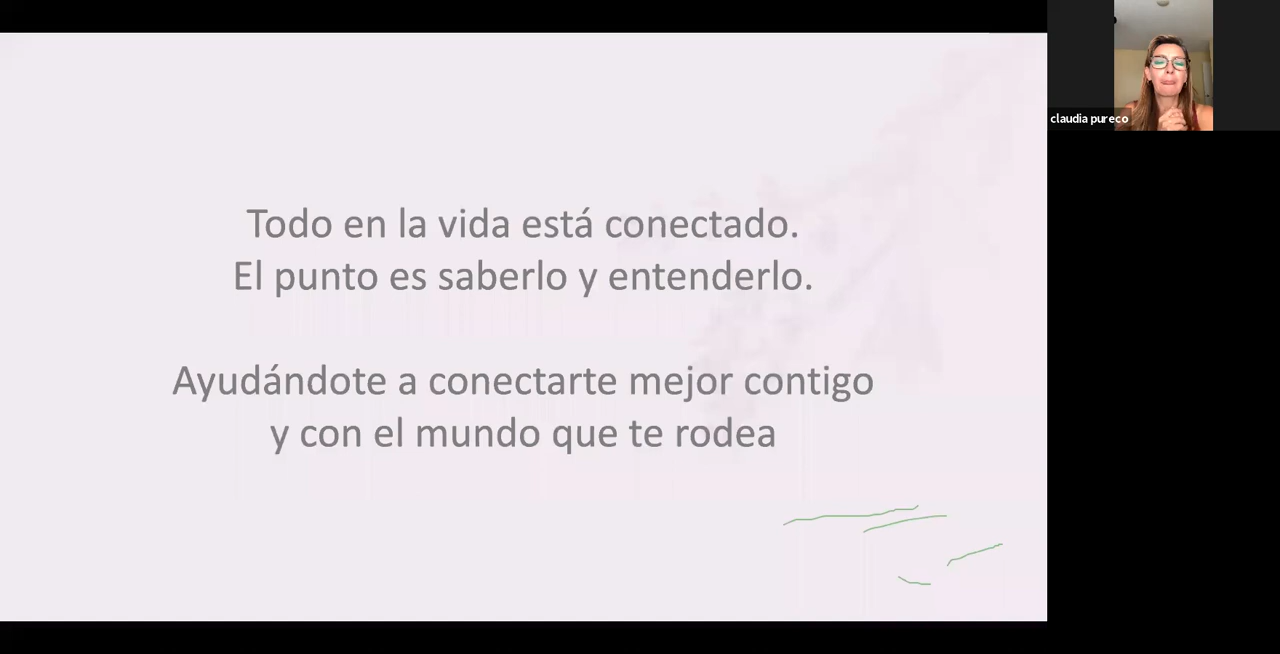 Todo en la vida está conectado.
El punto es saberlo y entenderlo.
Ayudándote a conectarte mejor contigo
y con el mundo que te rodea
claudia pureco